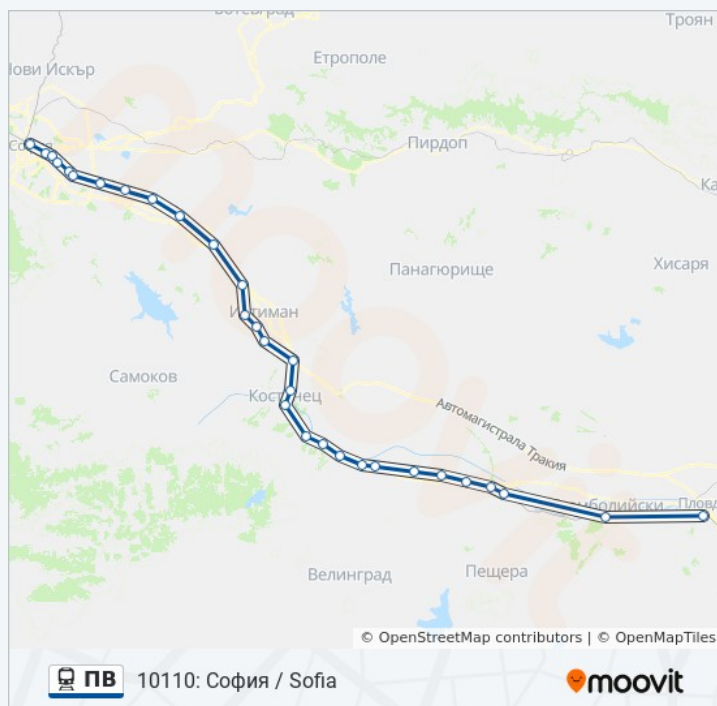 Троян
Етрополе
Нови Искър
Пирдоп
Панагюрище
Хисаря
Ихтиман
Самоков
Костенец
Автомагистрала Тракия
Велинград
Пещера
© OpenStreetMap contributors | © OpenMapTiles
ПВ 10110: София / Sofia
moovit